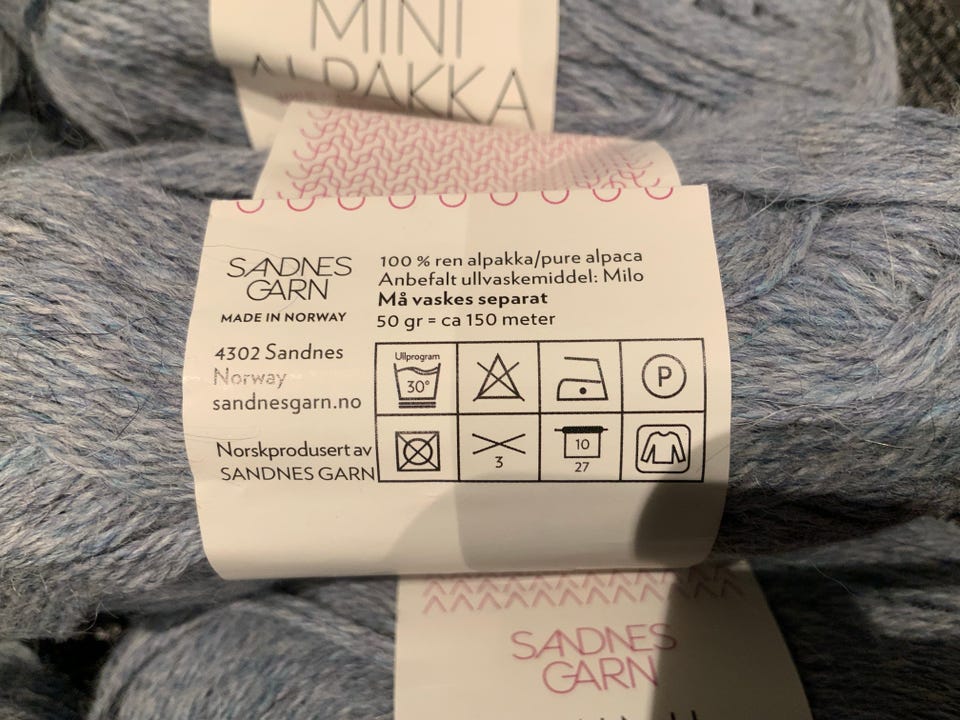 MINI
ALPAKKA
SANDNES
GARN
MADE IN NORWAY
4302 Sandnes
Norway
sandnesgarn.no
Norskprodusert av
SANDNES GARN
100 % ren alpakka/pure alpaca
Anbefalt ullvaskemiddel: Milo
Må vaskes separat
50 gr = ca 150 meter
Ullprogram
30°
P
3
10
27
SANDNES
GARN